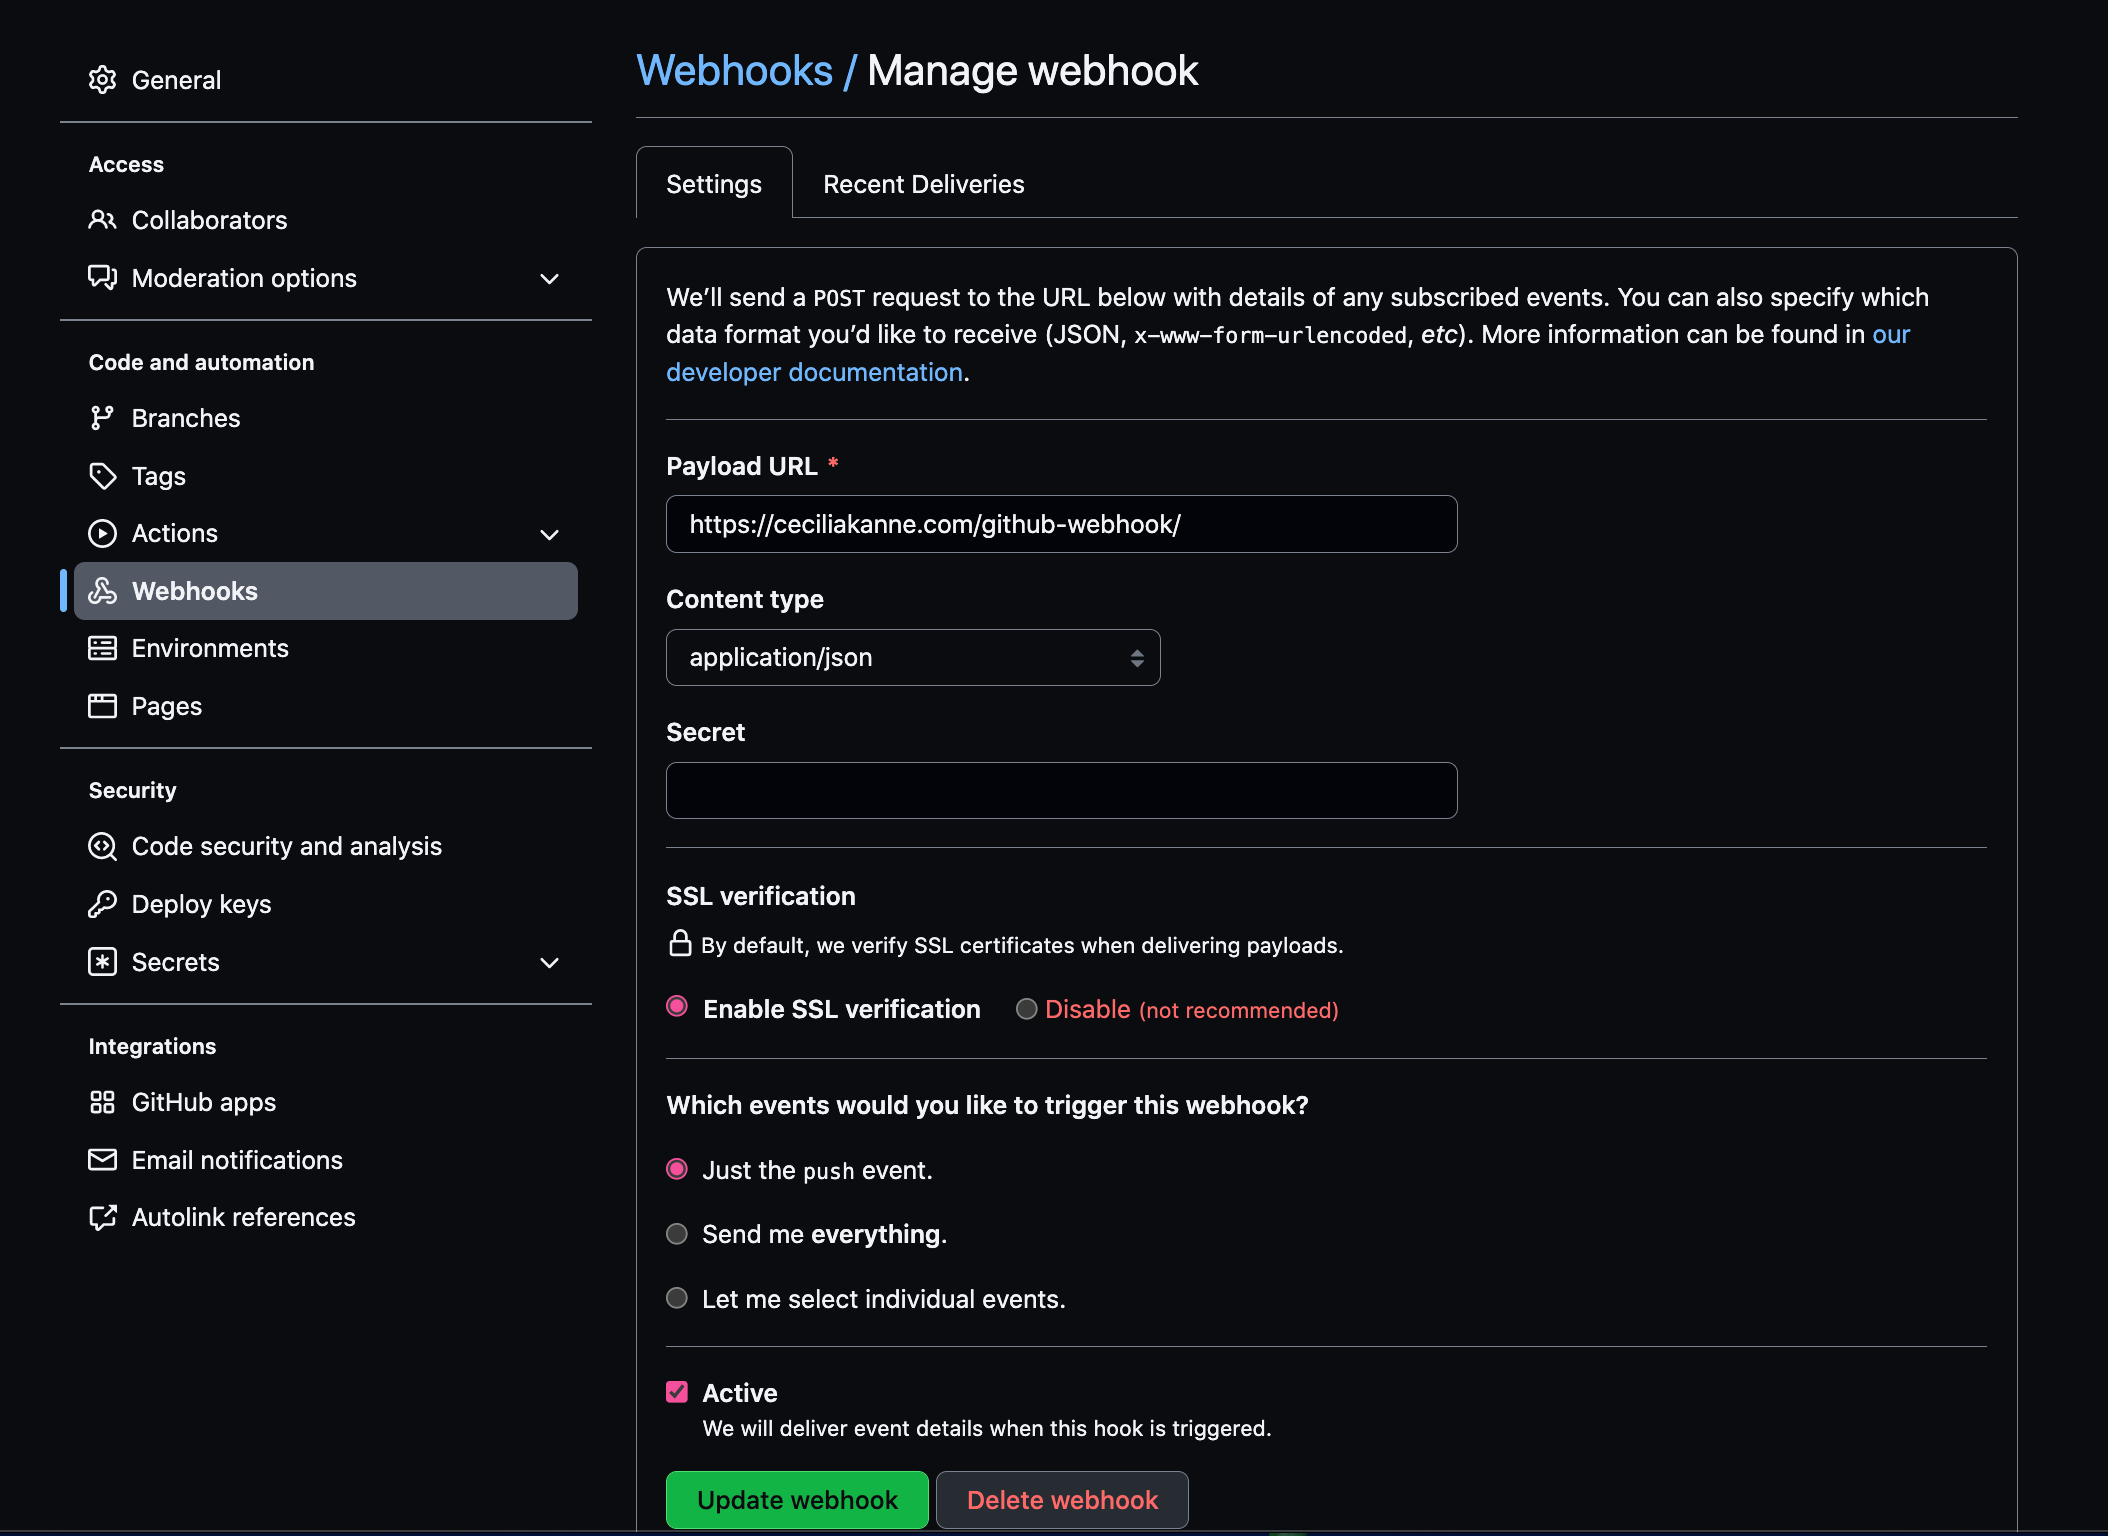 General
Access
Collaborators
Moderation options
Code and automation
Branches
Tags
Actions
Webhooks
Environments
Pages
Security
Code security and analysis
Deploy keys
Secrets
Integrations
GitHub apps
Email notifications
Autolink references
Webhooks / Manage webhook
Settings Recent Deliveries
We’ll send a POST request to the URL below with details of any subscribed events. You can also specify which
data format you’d like to receive (JSON, x-www-form-urlencoded, etc). More information can be found in our
developer documentation.
Payload URL *
https://ceciliakanne.com/github-webhook/
Content type
application/json
Secret
SSL verification
By default, we verify SSL certificates when delivering payloads.
Enable SSL verification Disable (not recommended)
Which events would you like to trigger this webhook?
Just the push event.
Send me everything.
Let me select individual events.
Active
We will deliver event details when this hook is triggered.
Update webhook Delete webhook